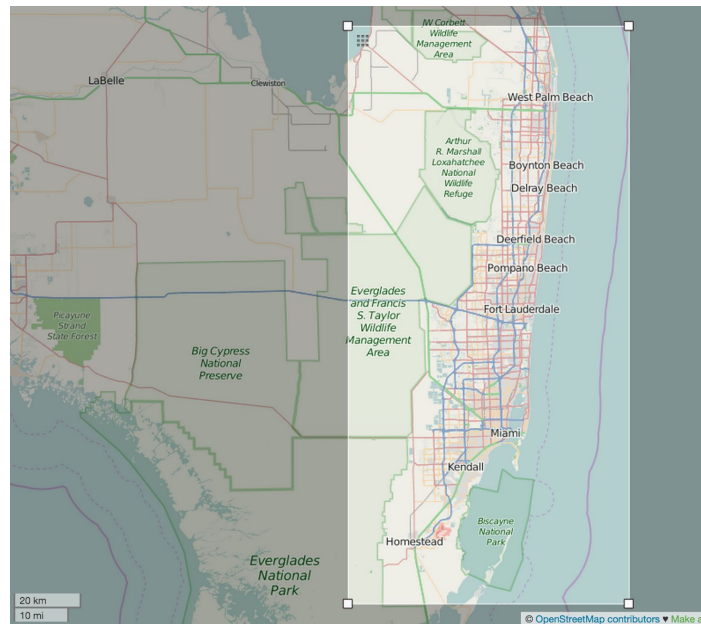 JW Corbett
Wildlife
Management
Area
LaBelle
Clewiston
West Palm Beach
Arthur
R. Marshall
Loxahatchee
National
Wildlife
Refuge
Boynton Beach
Delray Beach
Deerfield Beach
Pompano Beach
Everglades
and Francis
S. Taylor
Wildlife
Management
Area
Fort Lauderdale
Picayune
Strand
State Forest
Big Cypress
National
Preserve
Miami
Kendall
Biscayne
National
Park
Homestead
Everglades
National
Park
20 km
10 mi
© OpenStreetMap contributors ♥ Make a